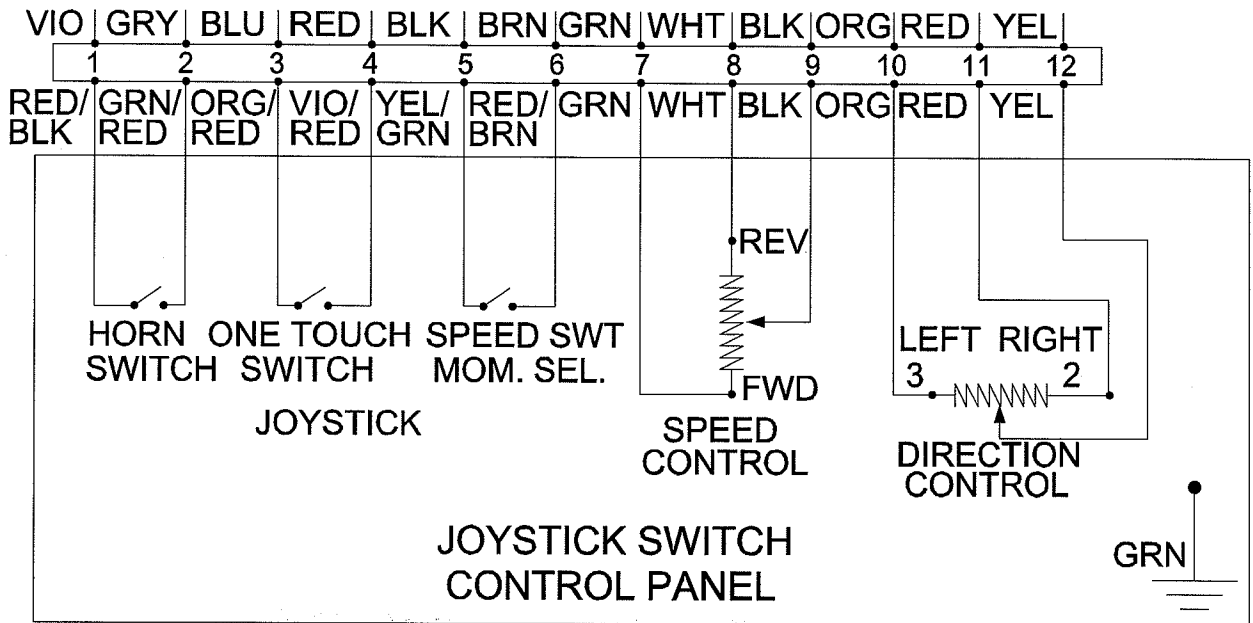 VIO GRY BLU RED BLK BRN GRN WHT BLK ORG RED YEL
1 2 3 4 5 6 7 8 9 10 11 12
RED/ GRN/ ORG/ VIO/ YEL/ RED/ GRN WHT BLK ORG RED YEL
BLK RED RED RED GRN BRN
REV
HORN ONE TOUCH SPEED SWT
SWITCH SWITCH MOM. SEL.
LEFT RIGHT
3 2
FWD
JOYSTICK
SPEED
CONTROL
DIRECTION
CONTROL
JOYSTICK SWITCH
CONTROL PANEL
GRN